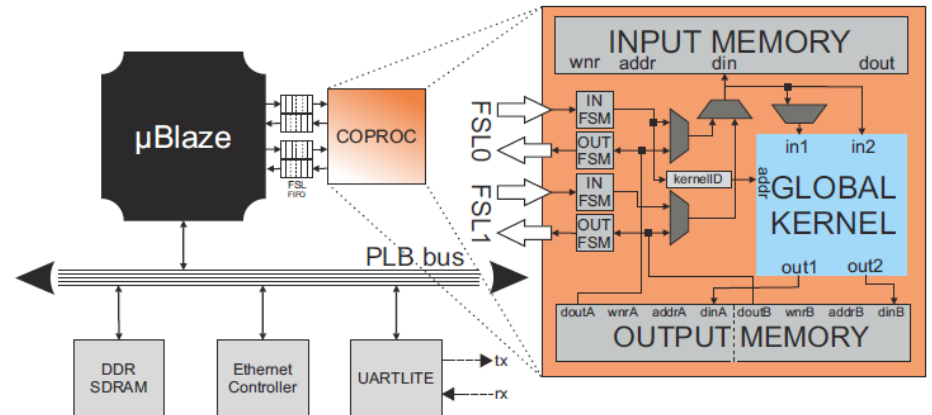 µBlaze
FSL
FIFO
COPROC
PLB bus
DDR
SDRAM
Ethernet
Controller
UARTLITE
tx
rx
FSL0
FSL1
INPUT MEMORY
wnr addr din dout
IN
FSM
OUT
FSM
IN
FSM
OUT
FSM
kernelID
in1 in2
addr
GLOBAL
KERNEL
out1 out2
doutA wnrA addrA dinA doutB wnrB addrB dinB
OUTPUT MEMORY